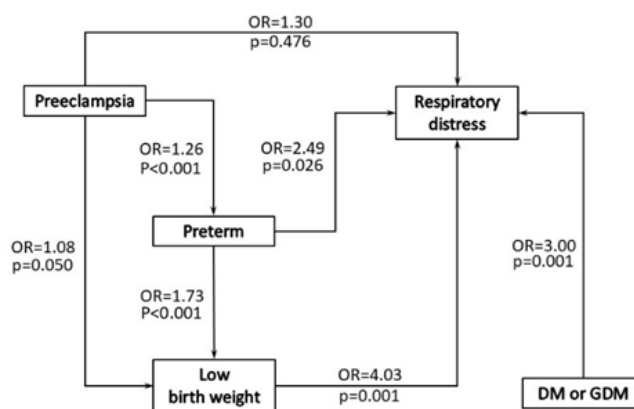 OR=1.30
p=0.476
Preeclampsia
Respiratory
distress
OR=1.26
P<0.001
OR=2.49
p=0.026
Preterm
OR=1.08
p=0.050
OR=3.00
p=0.001
OR=1.73
P<0.001
Low
birth weight
OR=4.03
p=0.001
DM or GDM